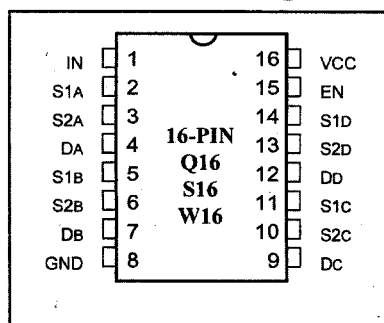 IN 1 16 VCC
S1A 2 15 EN
S2A 3 14 S1D
DA 4 16-PIN 13 S2D
S1B 5 Q16 12 DD
S2B 6 S16 11 S1C
DB 7 W16 10 S2C
GND 8 9 DC